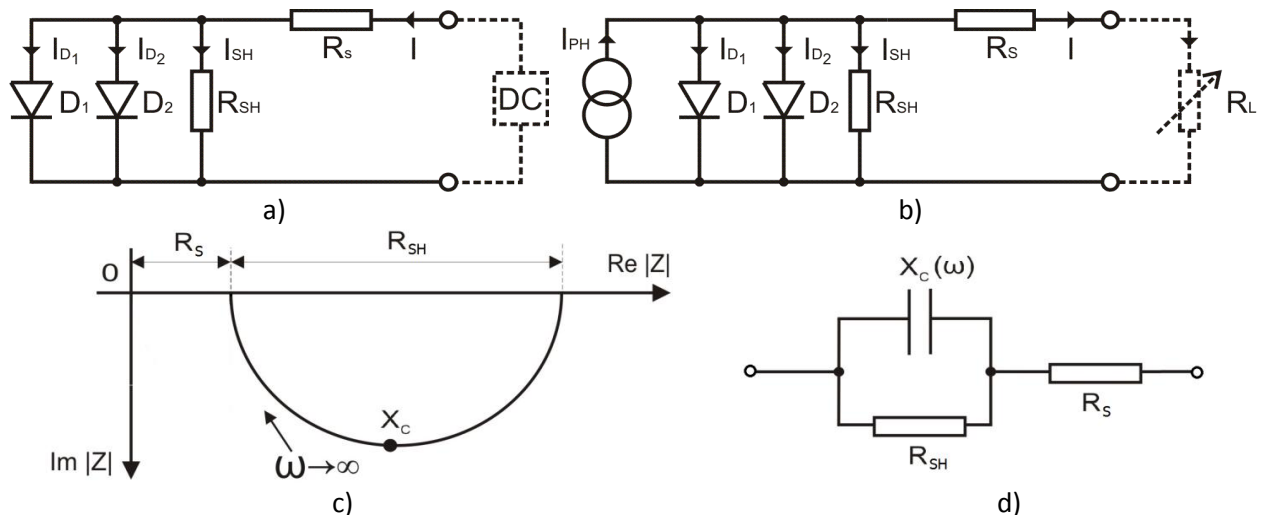 I_D1 I_D2 I_SH R_s I
D_1 D_2 R_SH DC
a)
I_PH I_D1 I_D2 I_SH R_S I
D_1 D_2 R_SH R_L
b)
R_S R_SH
0 Re |Z|
X_C
Im |Z| ω→∞
c)
X_C (ω)
R_S
R_SH
d)